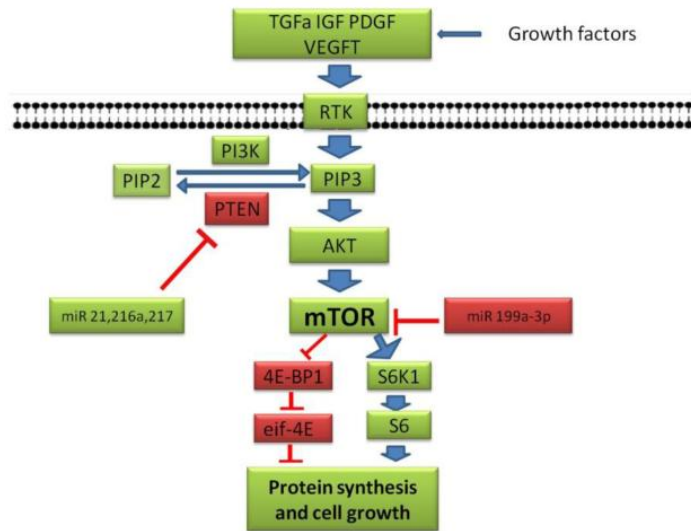 TGFa IGF PDGF
VEGFT
Growth factors
RTK
PI3K
PIP2
PIP3
PTEN
AKT
miR 21,216a,217
mTOR
miR 199a-3p
4E-BP1
S6K1
eif-4E
S6
Protein synthesis
and cell growth